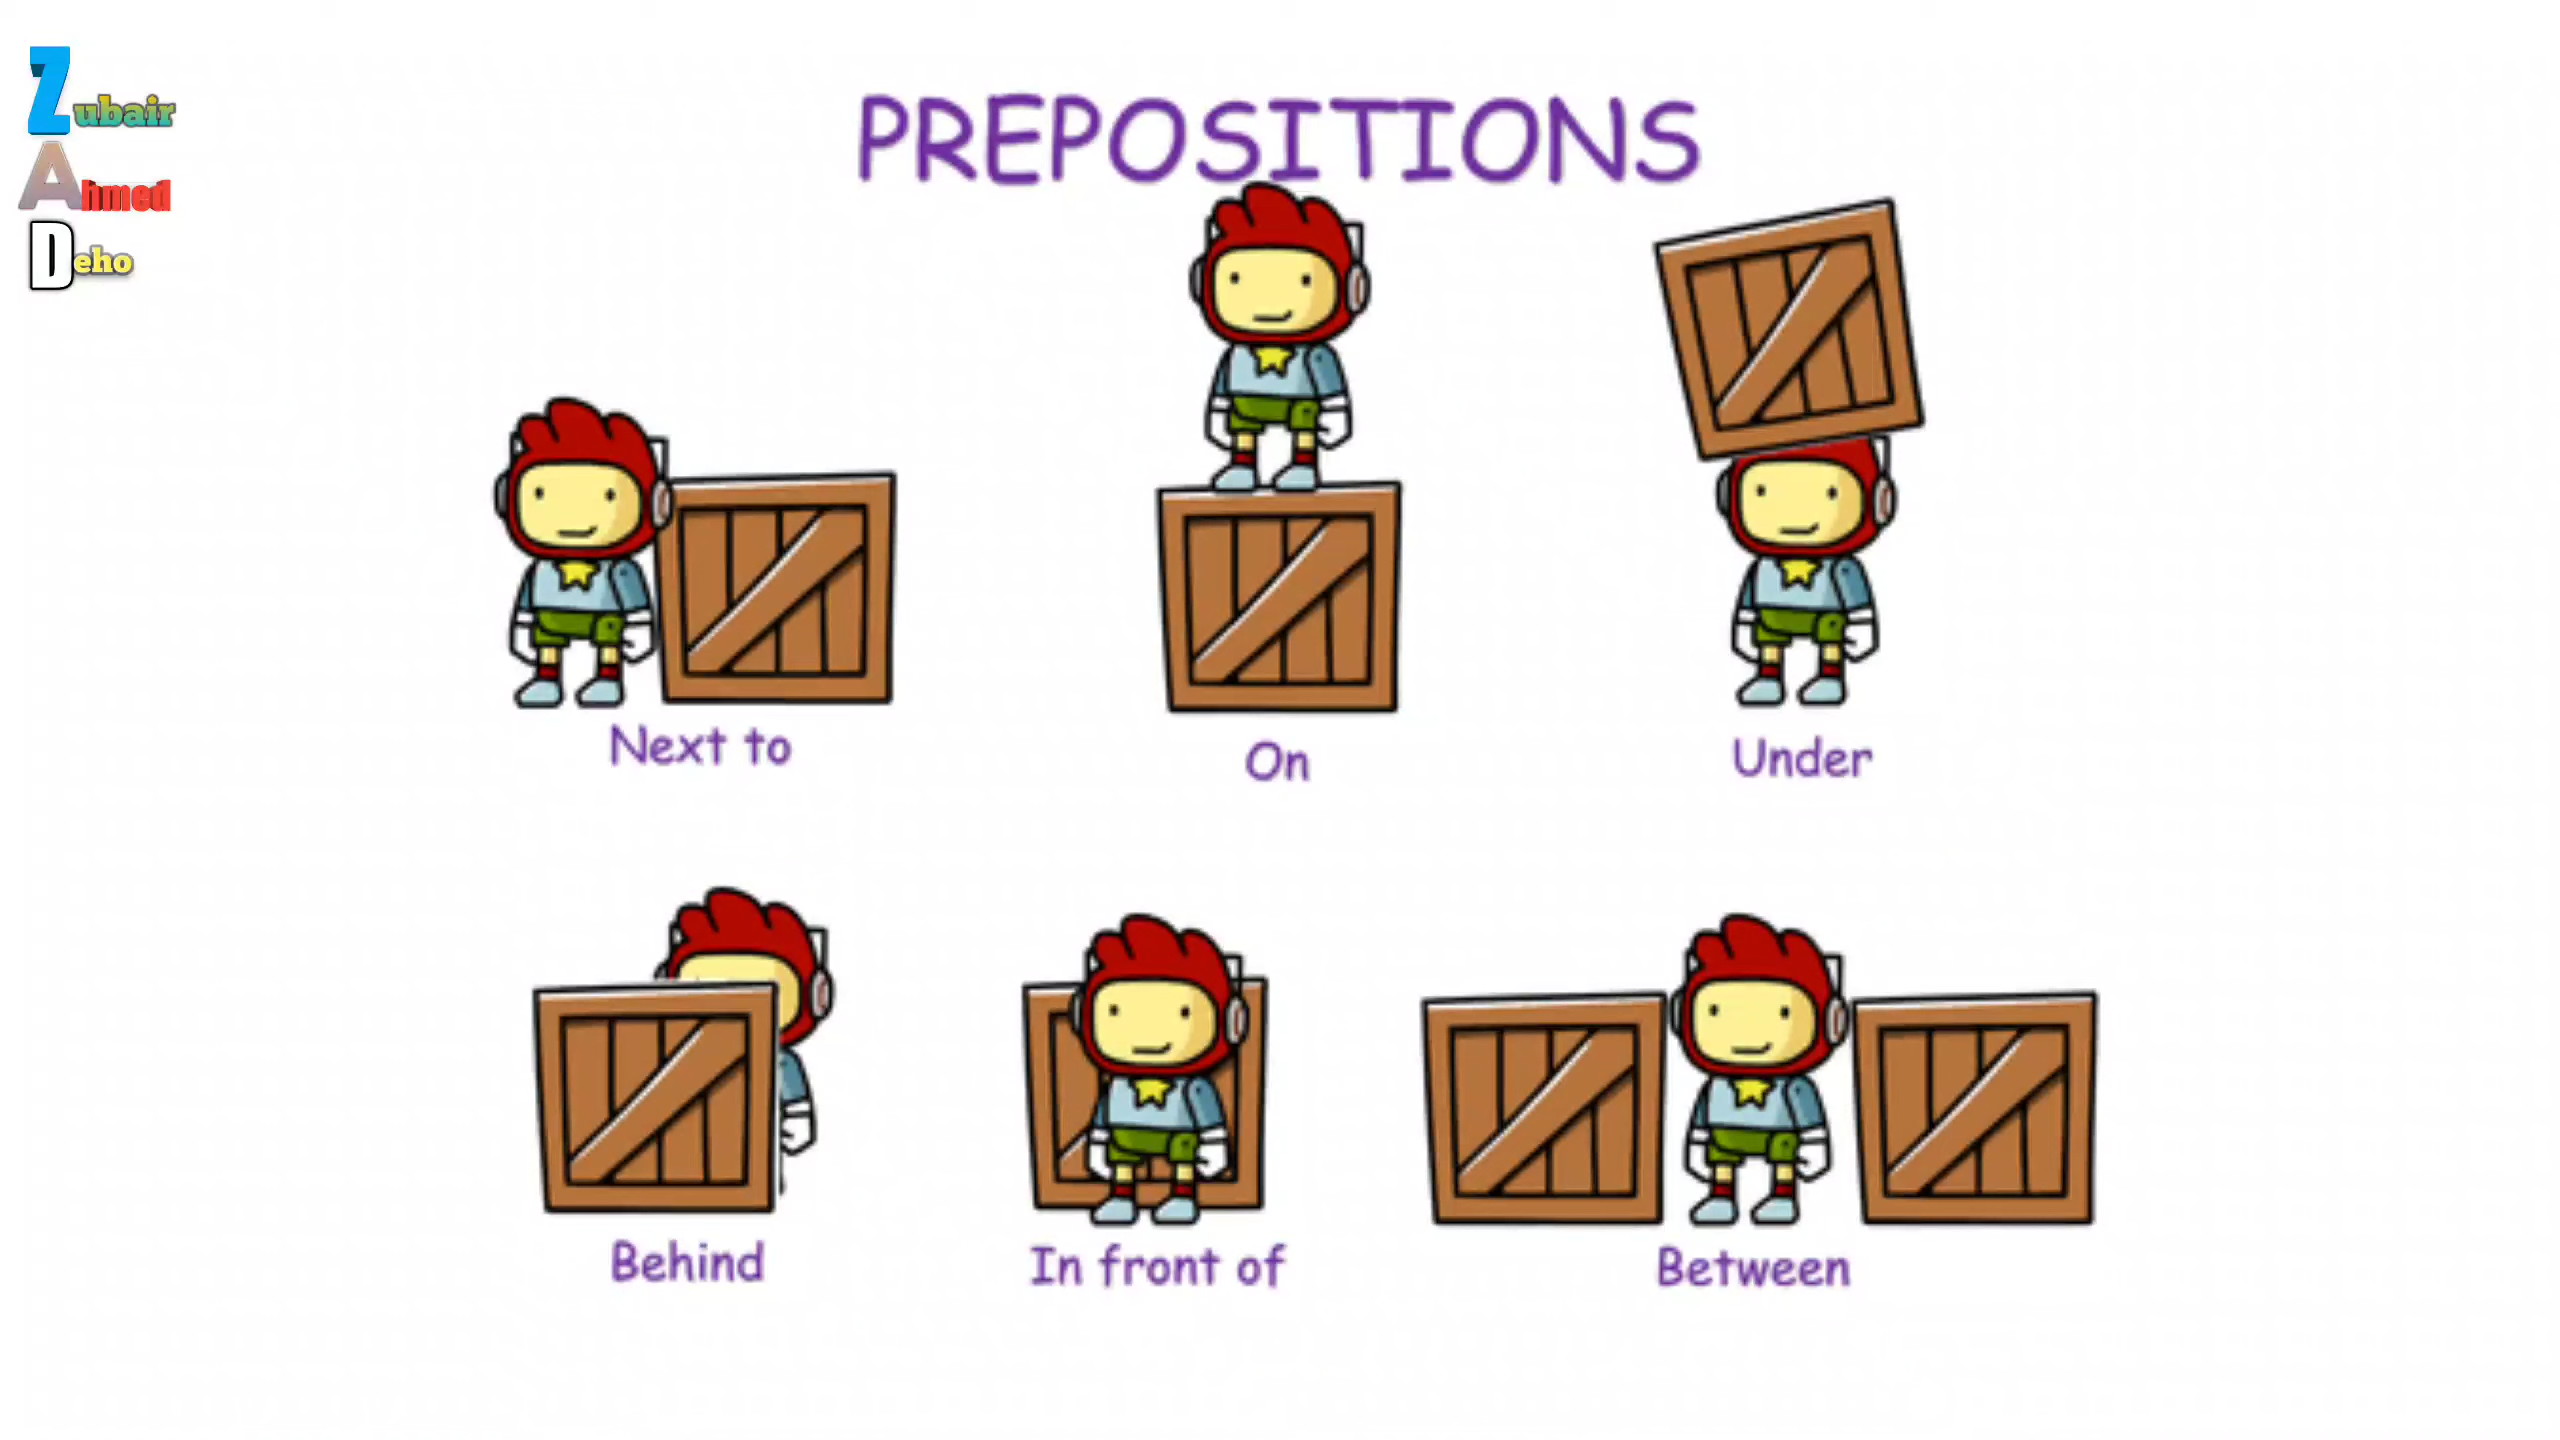 Zubair
Ahmed
Deho
PREPOSITIONS
Next to
On
Under
Behind
In front of
Between